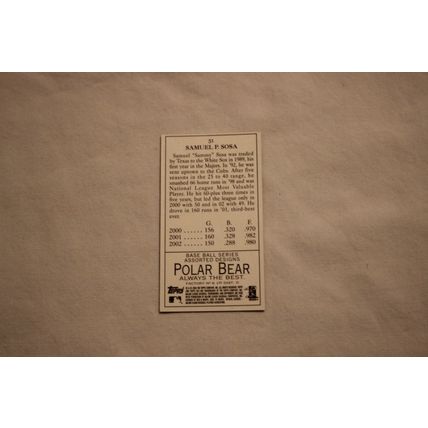 SAMUEL P. SOSA
Samuel "Sammy" Sosa was traded
by Texas to the White Sox in 1989, his
first year in the Majors. In '92, he was
sent uptown to the Cubs. After five
seasons in the 25 to 40 range, he
smashed 66 home runs in '98 and was
National League Most Valuable
Player. He hit 60-plus three times in
five years, but led the league only in
2000 with 50 and in 02 with 49. He
drove in 160 runs in '01, third-best
ever.
G. B. F.
2000 ...... 156 .320 .970
2001 ...... 160 .328 .982
2002 ...... 150 .288 .980
BASE BALL SERIES
ASSORTED DESIGNS
POLAR BEAR
ALWAYS THE BEST.
Topps